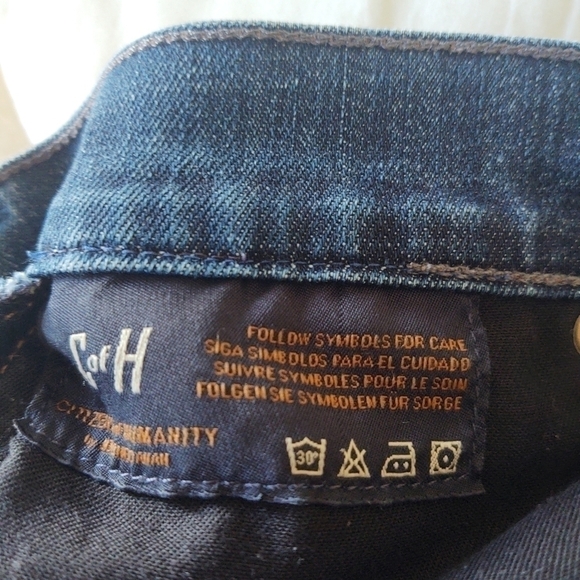 CofH
FOLLOW SYMBOLS FOR CARE
SIGA SIMBOLOS PARA EL CUIDADO
SUIVRE SYMBOLES POUR LE SOIN
FOLGEN SIE SYMBOLEN FÜR SORGE
30°